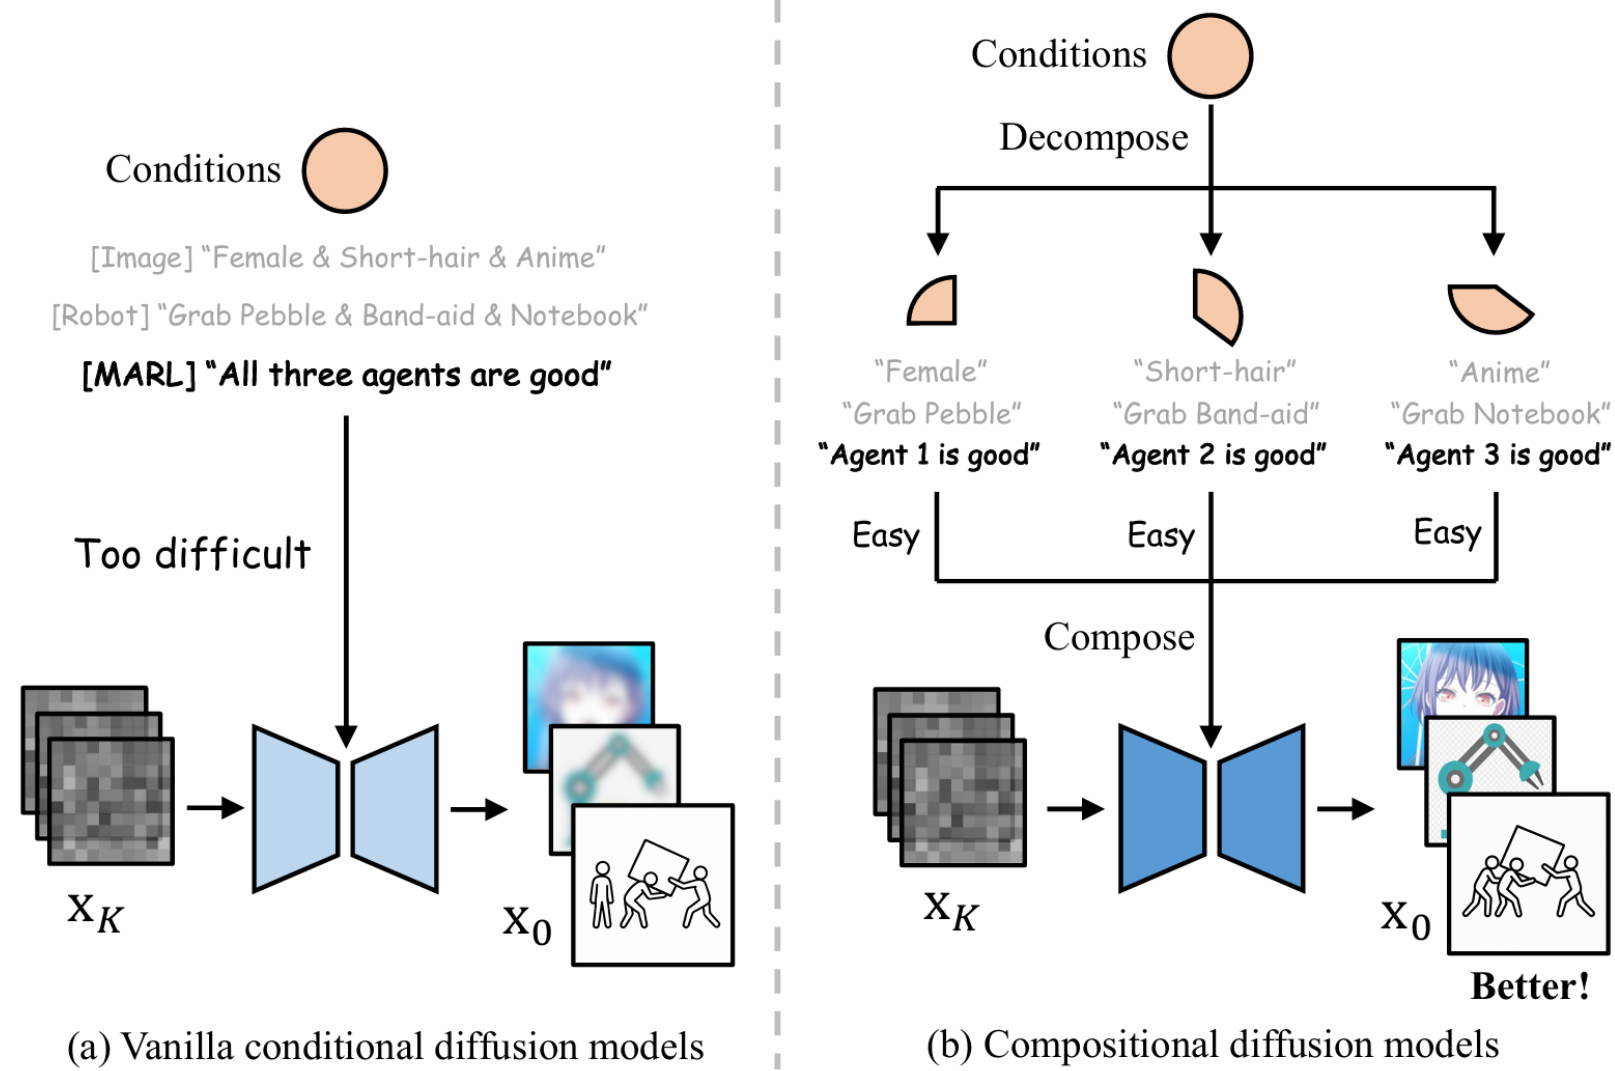 Conditions
[Image] “Female & Short-hair & Anime”
[Robot] “Grab Pebble & Band-aid & Notebook”
[MARL] “All three agents are good”
Too difficult
x_K
x_0
(a) Vanilla conditional diffusion models
Conditions
Decompose
“Female”
“Grab Pebble”
“Agent 1 is good”
“Short-hair”
“Grab Band-aid”
“Agent 2 is good”
“Anime”
“Grab Notebook”
“Agent 3 is good”
Easy
Easy
Easy
Compose
x_K
x_0
Better!
(b) Compositional diffusion models